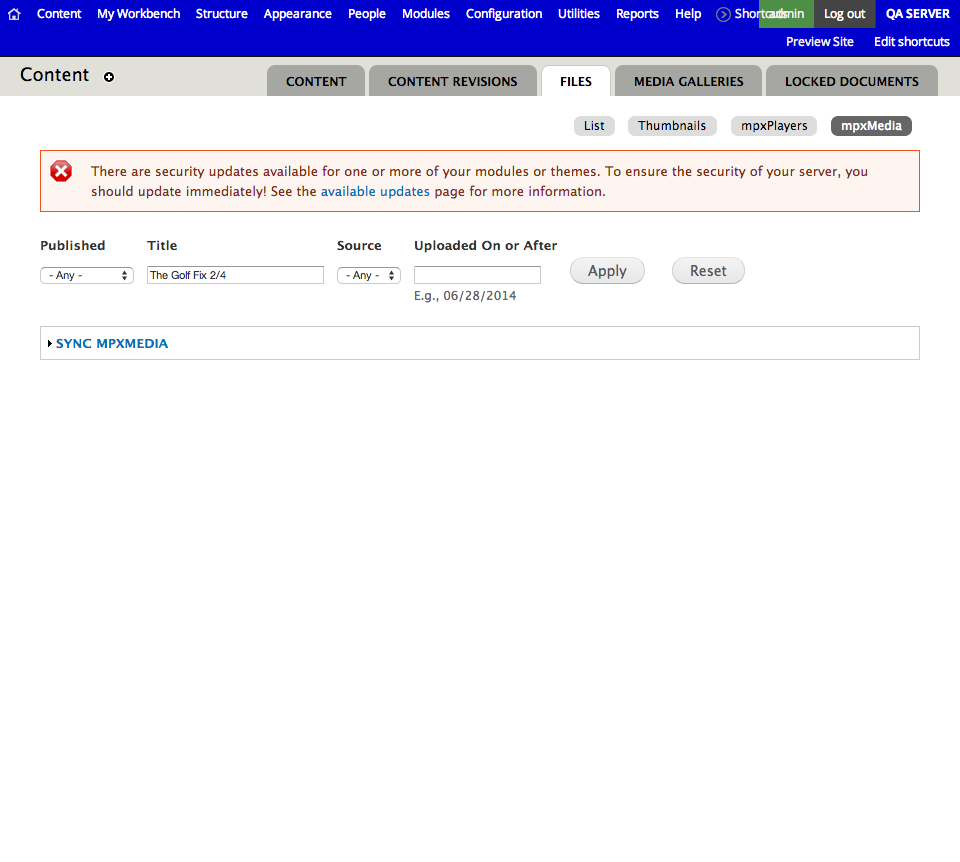 Content My Workbench Structure Appearance People Modules Configuration Utilities Reports Help Shortcuts admin Log out QA SERVER
Preview Site Edit shortcuts
Content CONTENT CONTENT REVISIONS FILES MEDIA GALLERIES LOCKED DOCUMENTS
List Thumbnails mpxPlayers mpxMedia
There are security updates available for one or more of your modules or themes. To ensure the security of your server, you
should update immediately! See the available updates page for more information.
Published Title Source Uploaded On or After
- Any - The Golf Fix 2/4 - Any - Apply Reset
E.g., 06/28/2014
SYNC MPXMEDIA